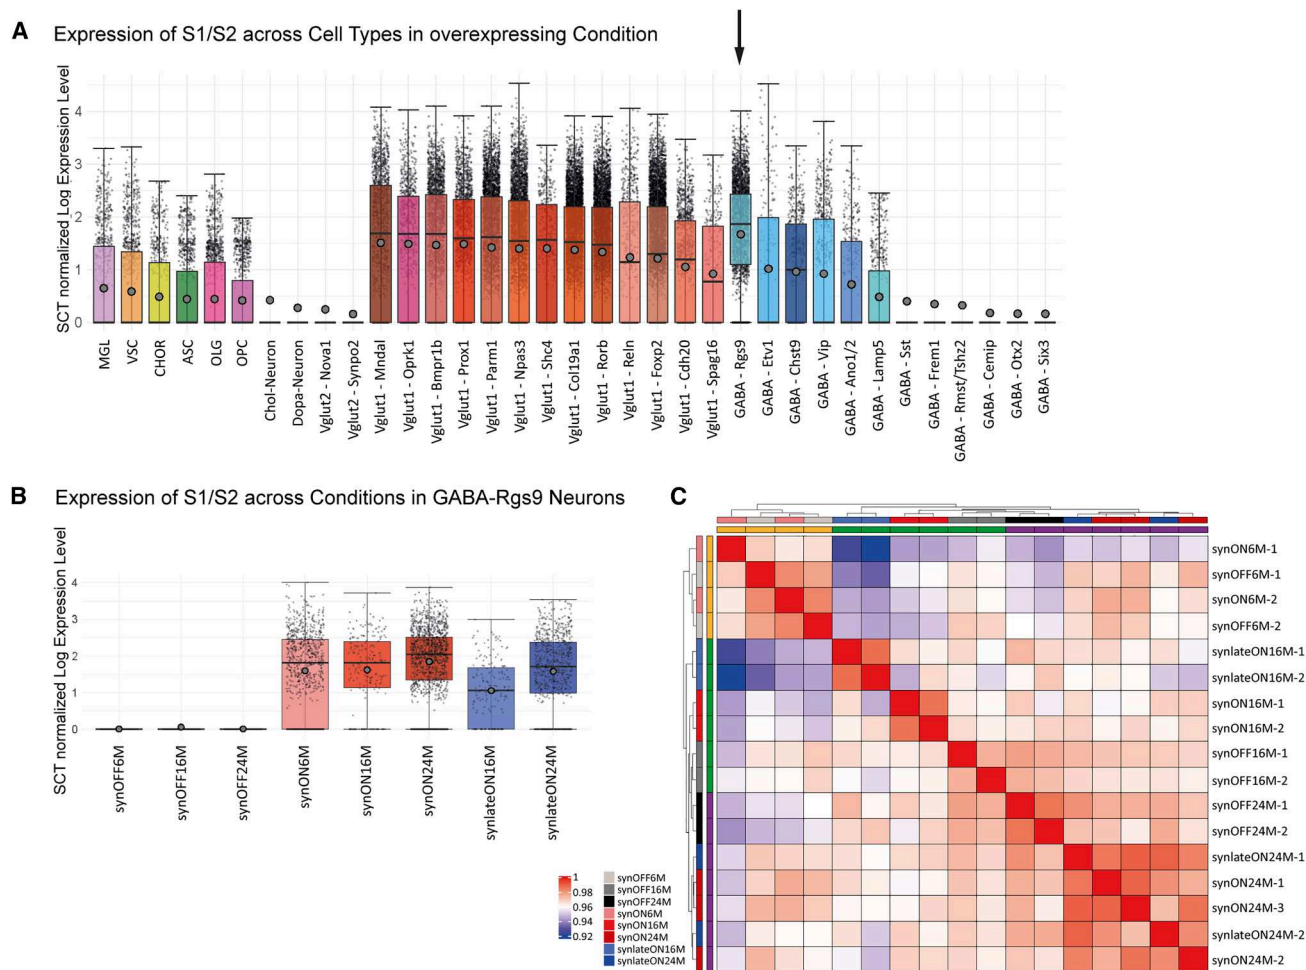 A Expression of S1/S2 across Cell Types in overexpressing Condition
SCT normalized Log Expression Level
4
3
2
1
0
MGL
VSC
CHOR
ASC
OLG
OPC
Chol-Neuron
Dopa-Neuron
Vglut2 - Nova1
Vglut2 - Synpo2
Vglut1 - Mndal
Vglut1 - Oprk1
Vglut1 - Bmpr1b
Vglut1 - Prox1
Vglut1 - Parm1
Vglut1 - Npas3
Vglut1 - Shc4
Vglut1 - Col19a1
Vglut1 - Rorb
Vglut1 - Reln
Vglut1 - Foxp2
Vglut1 - Cdh20
Vglut1 - Spag16
GABA - Rgs9
GABA - Etv1
GABA - Chst9
GABA - Vip
GABA - Ano1/2
GABA - Lamp5
GABA - Sst
GABA - Frem1
GABA - Rmst/Tshz2
GABA - Cemip
GABA - Otx2
GABA - Six3
B Expression of S1/S2 across Conditions in GABA-Rgs9 Neurons
SCT normalized Log Expression Level
4
3
2
1
0
synOFF6M
synOFF16M
synOFF24M
synON6M
synON16M
synON24M
synlateON16M
synlateON24M
C
synON6M-1
synOFF6M-1
synON6M-2
synOFF6M-2
synlateON16M-1
synlateON16M-2
synON16M-1
synON16M-2
synOFF16M-1
synOFF16M-2
synOFF24M-1
synOFF24M-2
synlateON24M-1
synON24M-1
synON24M-3
synlateON24M-2
synON24M-2
1
0.98
0.96
0.94
0.92
synOFF6M
synOFF16M
synOFF24M
synON6M
synON16M
synON24M
synlateON16M
synlateON24M